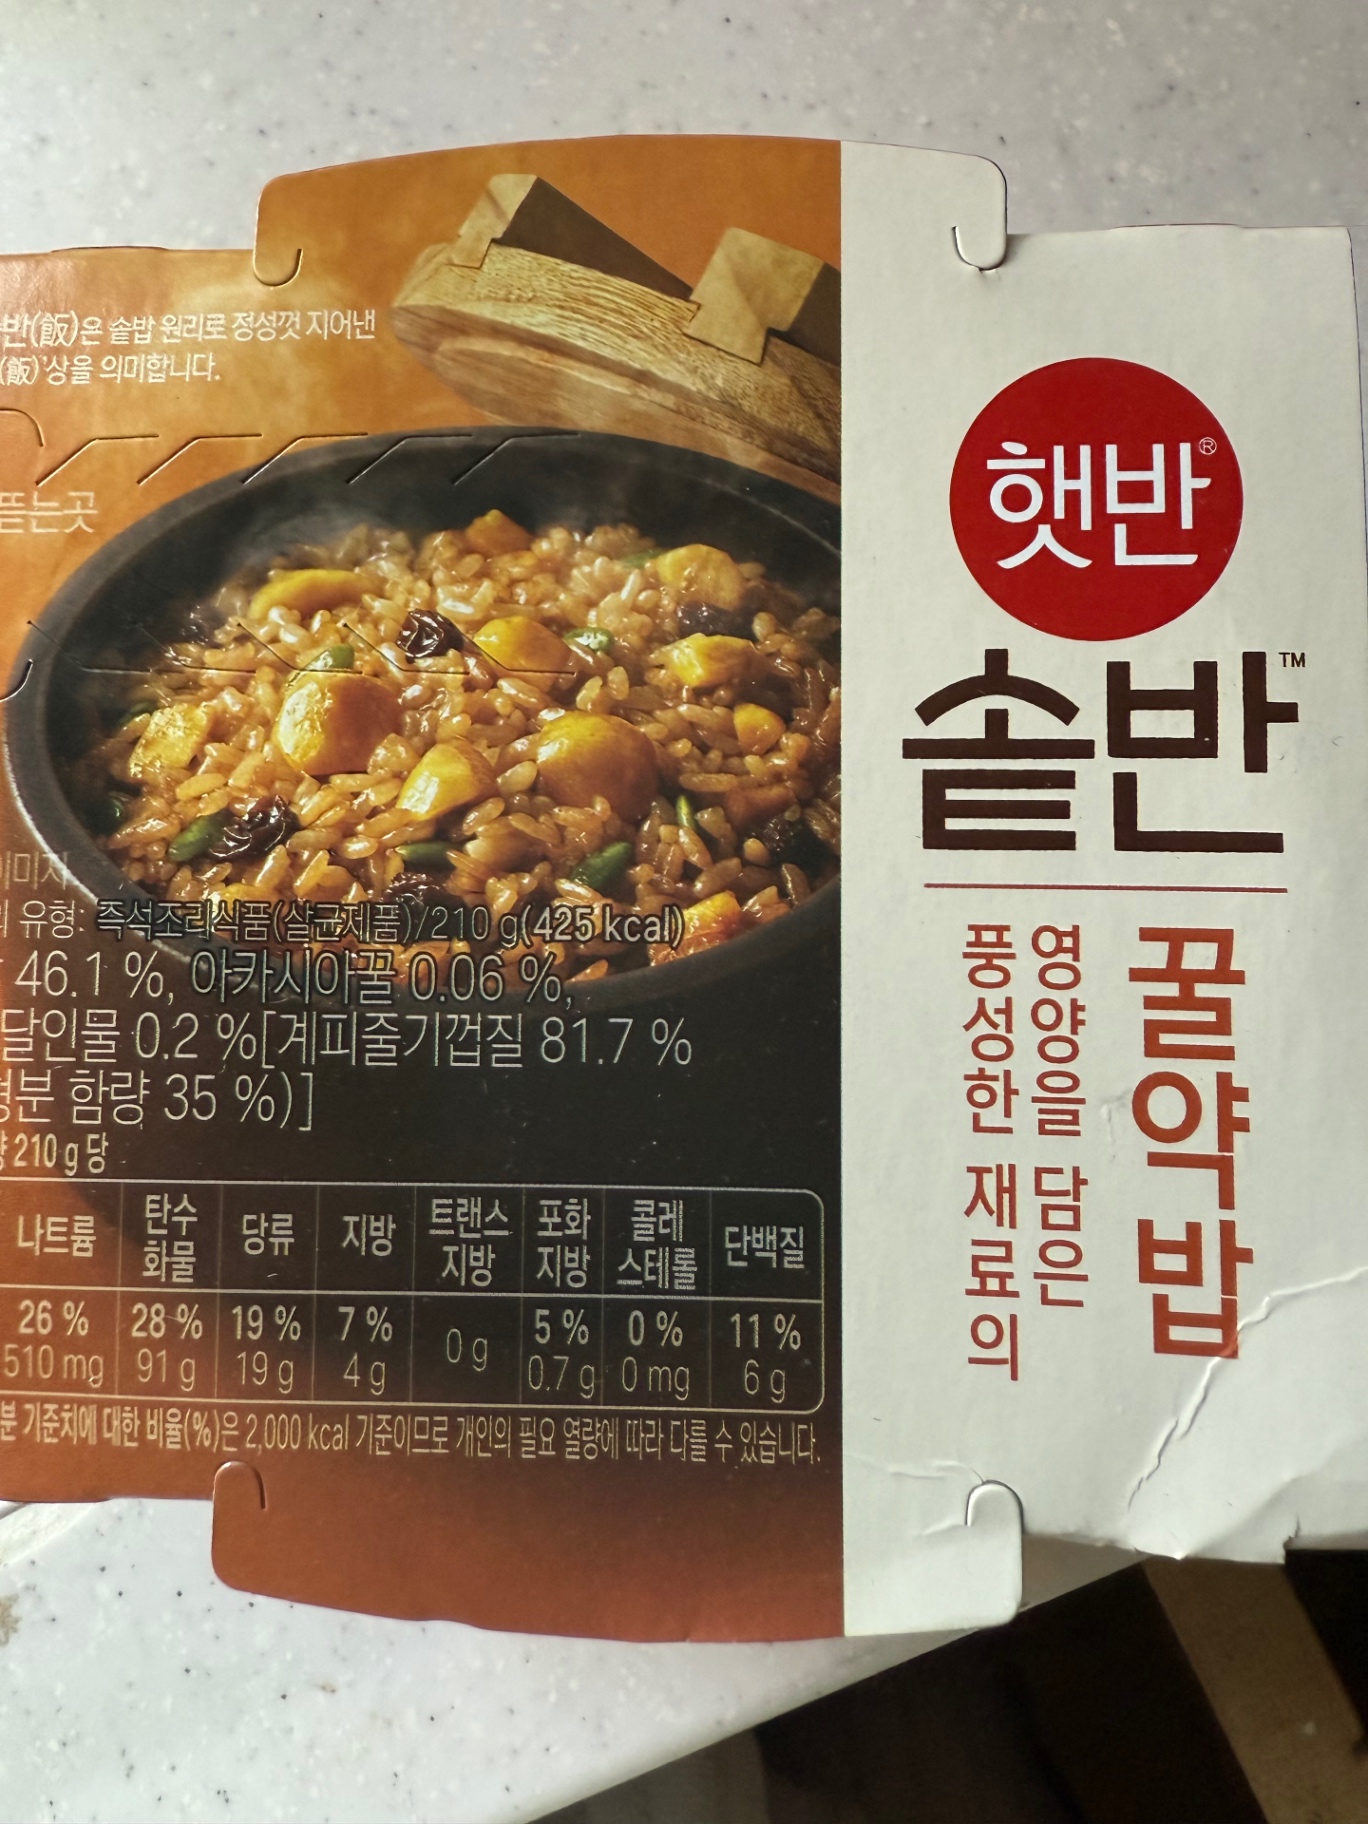 반(飯)은 솥밥 원리로 정성껏 지어낸
(飯)'상을 의미합니다.
뜯는곳
이미지
의 유형: 즉석조리식품(살균제품)/210 g(425 kcal)
46.1 %, 아카시아꿀 0.06 %,
달인물 0.2 %[계피줄기껍질 81.7 %
형분 함량 35 %)]
량 210 g 당
나트륨 탄수화물 당류 지방 트랜스지방 포화지방 콜레스테롤 단백질
26 % 28 % 19 % 7 % 0 g 5 % 0 % 11 %
510 mg 91 g 19 g 4 g 0.7 g 0 mg 6 g
분 기준치에 대한 비율(%)은 2,000 kcal 기준이므로 개인의 필요 열량에 따라 다를 수 있습니다.
햇반®
솥반™
꿀약밥
영양을 담은
풍성한 재료의